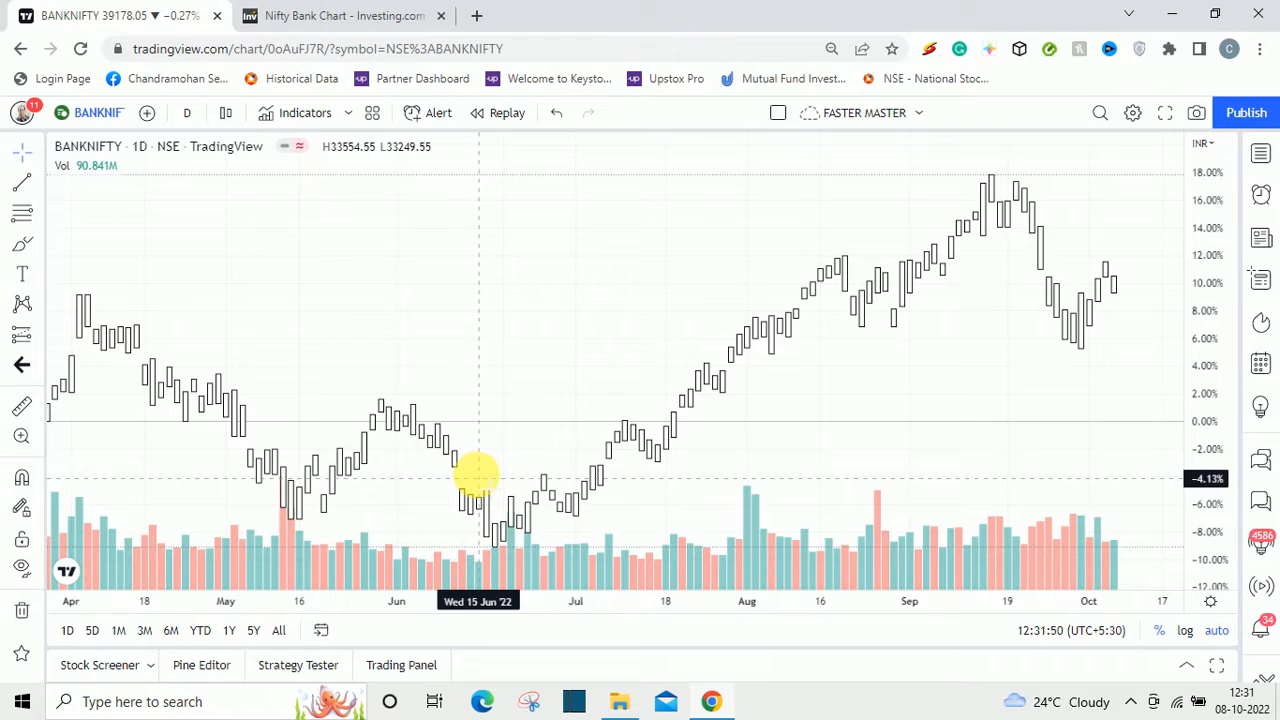 BANKNIFTY 39178.05 ▼ −0.27%
Nifty Bank Chart - Investing.com
tradingview.com/chart/0oAuFJ7R/?symbol=NSE%3ABANKNIFTY
C
Login Page
Chandramohan Se...
Historical Data
Partner Dashboard
Welcome to Keysto...
Upstox Pro
Mutual Fund Invest...
NSE - National Stoc...
11
BANKNIF
D
Indicators
Alert
Replay
FASTER MASTER
Publish
BANKNIFTY · 1D · NSE · TradingView
H33554.55 L33249.55
INR
Vol 90.841M
18.00%
16.00%
14.00%
12.00%
10.00%
8.00%
6.00%
4.00%
2.00%
0.00%
−2.00%
−4.13%
−6.00%
−8.00%
−10.00%
−12.00%
4586
34
Apr 18 May 16 Jun Wed 15 Jun '22 Jul 18 Aug 16 Sep 19 Oct 17
1D 5D 1M 3M 6M YTD 1Y 5Y All
12:31:50 (UTC+5:30)
% log auto
Stock Screener
Pine Editor
Strategy Tester
Trading Panel
Type here to search
24°C Cloudy
12:31
08-10-2022